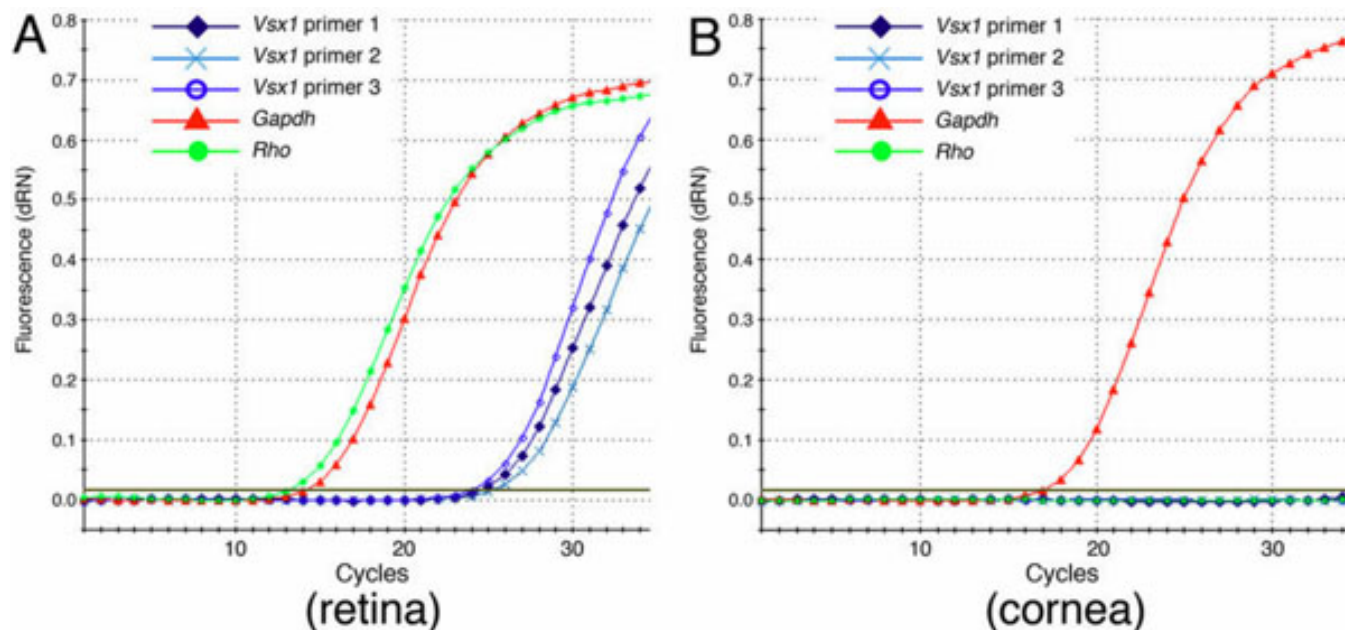 A
Vsx1 primer 1
Vsx1 primer 2
Vsx1 primer 3
Gapdh
Rho
Fluorescence (dRN)
0.8
0.7
0.6
0.5
0.4
0.3
0.2
0.1
0.0
10 20 30
Cycles
(retina)
B
Vsx1 primer 1
Vsx1 primer 2
Vsx1 primer 3
Gapdh
Rho
Fluorescence (dRN)
0.8
0.7
0.6
0.5
0.4
0.3
0.2
0.1
0.0
10 20 30
Cycles
(cornea)